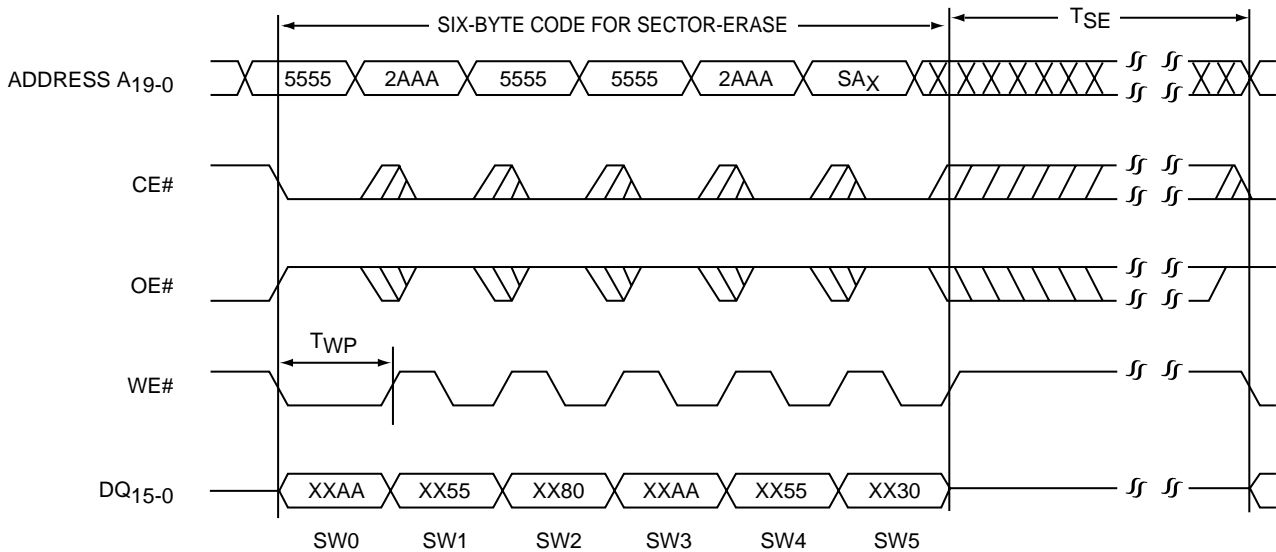 SIX-BYTE CODE FOR SECTOR-ERASE
TSE
ADDRESS A19-0
5555 2AAA 5555 5555 2AAA SAX
CE#
OE#
TWP
WE#
DQ15-0
XXAA XX55 XX80 XXAA XX55 XX30
SW0 SW1 SW2 SW3 SW4 SW5